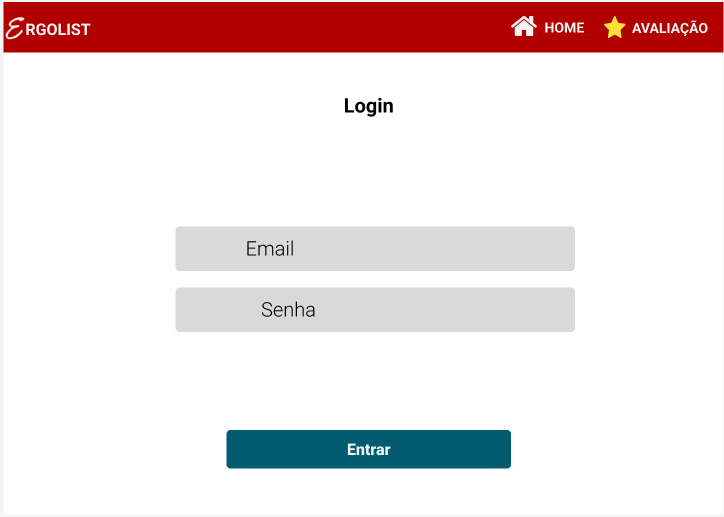 ERGOLIST
HOME
AVALIAÇÃO
Login
Email
Senha
Entrar